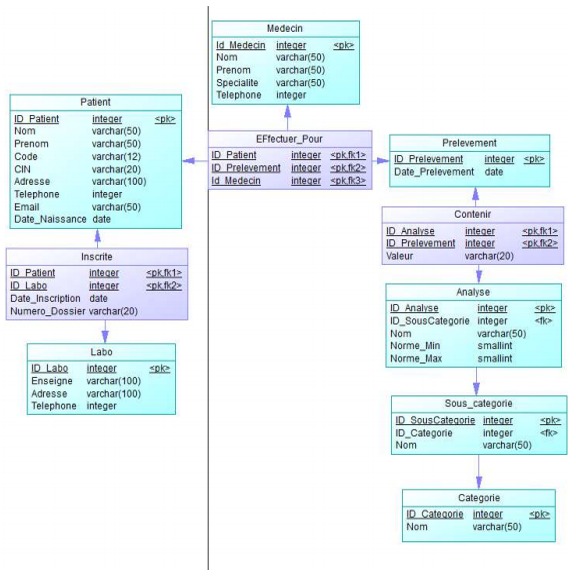 Medecin
Id_Medecin integer <pk>
Nom varchar(50)
Prenom varchar(50)
Specialite varchar(50)
Telephone integer
Patient
ID_Patient integer <pk>
Nom varchar(50)
Prenom varchar(50)
Code varchar(12)
CIN varchar(20)
Adresse varchar(100)
Telephone integer
Email varchar(50)
Date_Naissance date
EFfectuer_Pour
ID_Patient integer <pk,fk1>
ID_Prelevement integer <pk,fk2>
Id_Medecin integer <pk,fk3>
Prelevement
ID_Prelevement integer <pk>
Date_Prelevement date
Contenir
ID_Analyse integer <pk,fk1>
ID_Prelevement integer <pk,fk2>
Valeur varchar(20)
Inscrite
ID_Patient integer <pk,fk1>
ID_Labo integer <pk,fk2>
Date_Inscription date
Numero_Dossier varchar(20)
Analyse
ID_Analyse integer <pk>
ID_SousCategorie integer <fk>
Nom varchar(50)
Norme_Min smallint
Norme_Max smallint
Labo
ID_Labo integer <pk>
Enseigne varchar(100)
Adresse varchar(100)
Telephone integer
Sous_categorie
ID_SousCategorie integer <pk>
ID_Categorie integer <fk>
Nom varchar(50)
Categorie
ID_Categorie integer <pk>
Nom varchar(50)